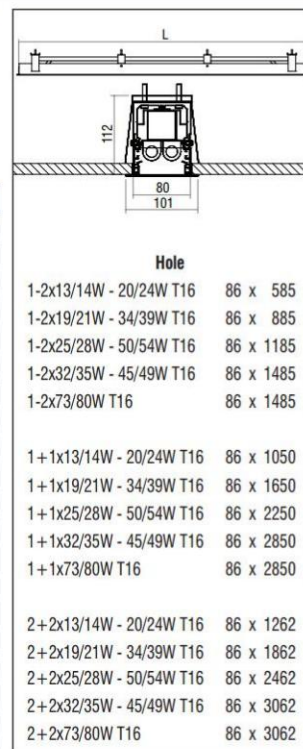 L
112
80
101
Hole
1-2x13/14W - 20/24W T16 86 x 585
1-2x19/21W - 34/39W T16 86 x 885
1-2x25/28W - 50/54W T16 86 x 1185
1-2x32/35W - 45/49W T16 86 x 1485
1-2x73/80W T16 86 x 1485
1+1x13/14W - 20/24W T16 86 x 1050
1+1x19/21W - 34/39W T16 86 x 1650
1+1x25/28W - 50/54W T16 86 x 2250
1+1x32/35W - 45/49W T16 86 x 2850
1+1x73/80W T16 86 x 2850
2+2x13/14W - 20/24W T16 86 x 1262
2+2x19/21W - 34/39W T16 86 x 1862
2+2x25/28W - 50/54W T16 86 x 2462
2+2x32/35W - 45/49W T16 86 x 3062
2+2x73/80W T16 86 x 3062